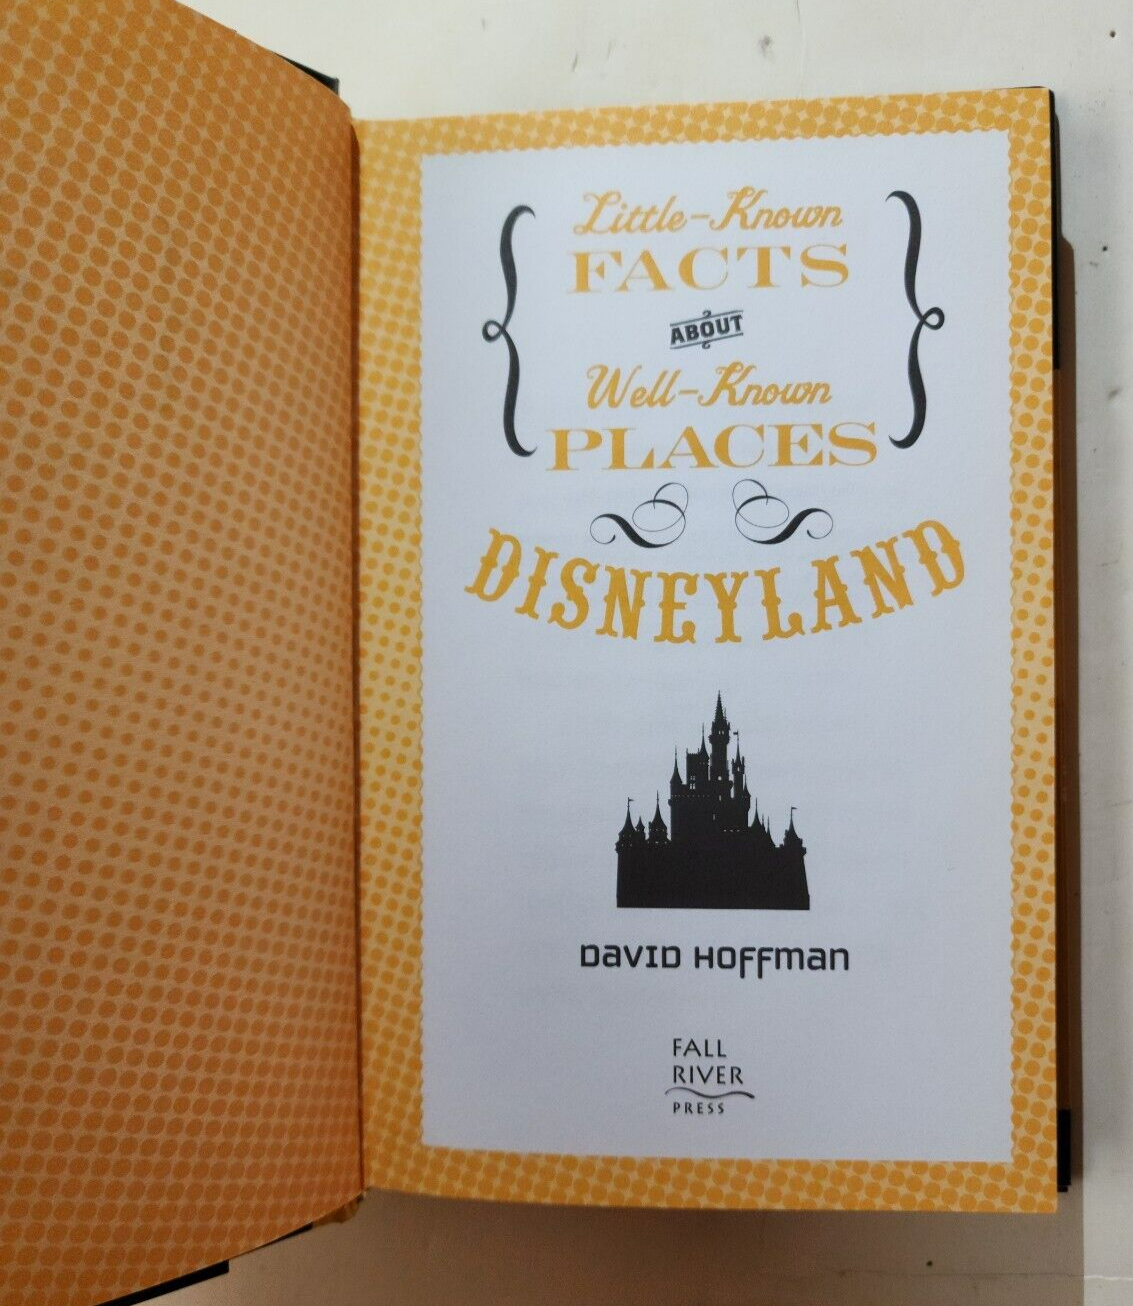 Little-Known
FACTS
ABOUT
Well-Known
PLACES
DISNEYLAND
DAVID HOFFMAN
FALL
RIVER
PRESS